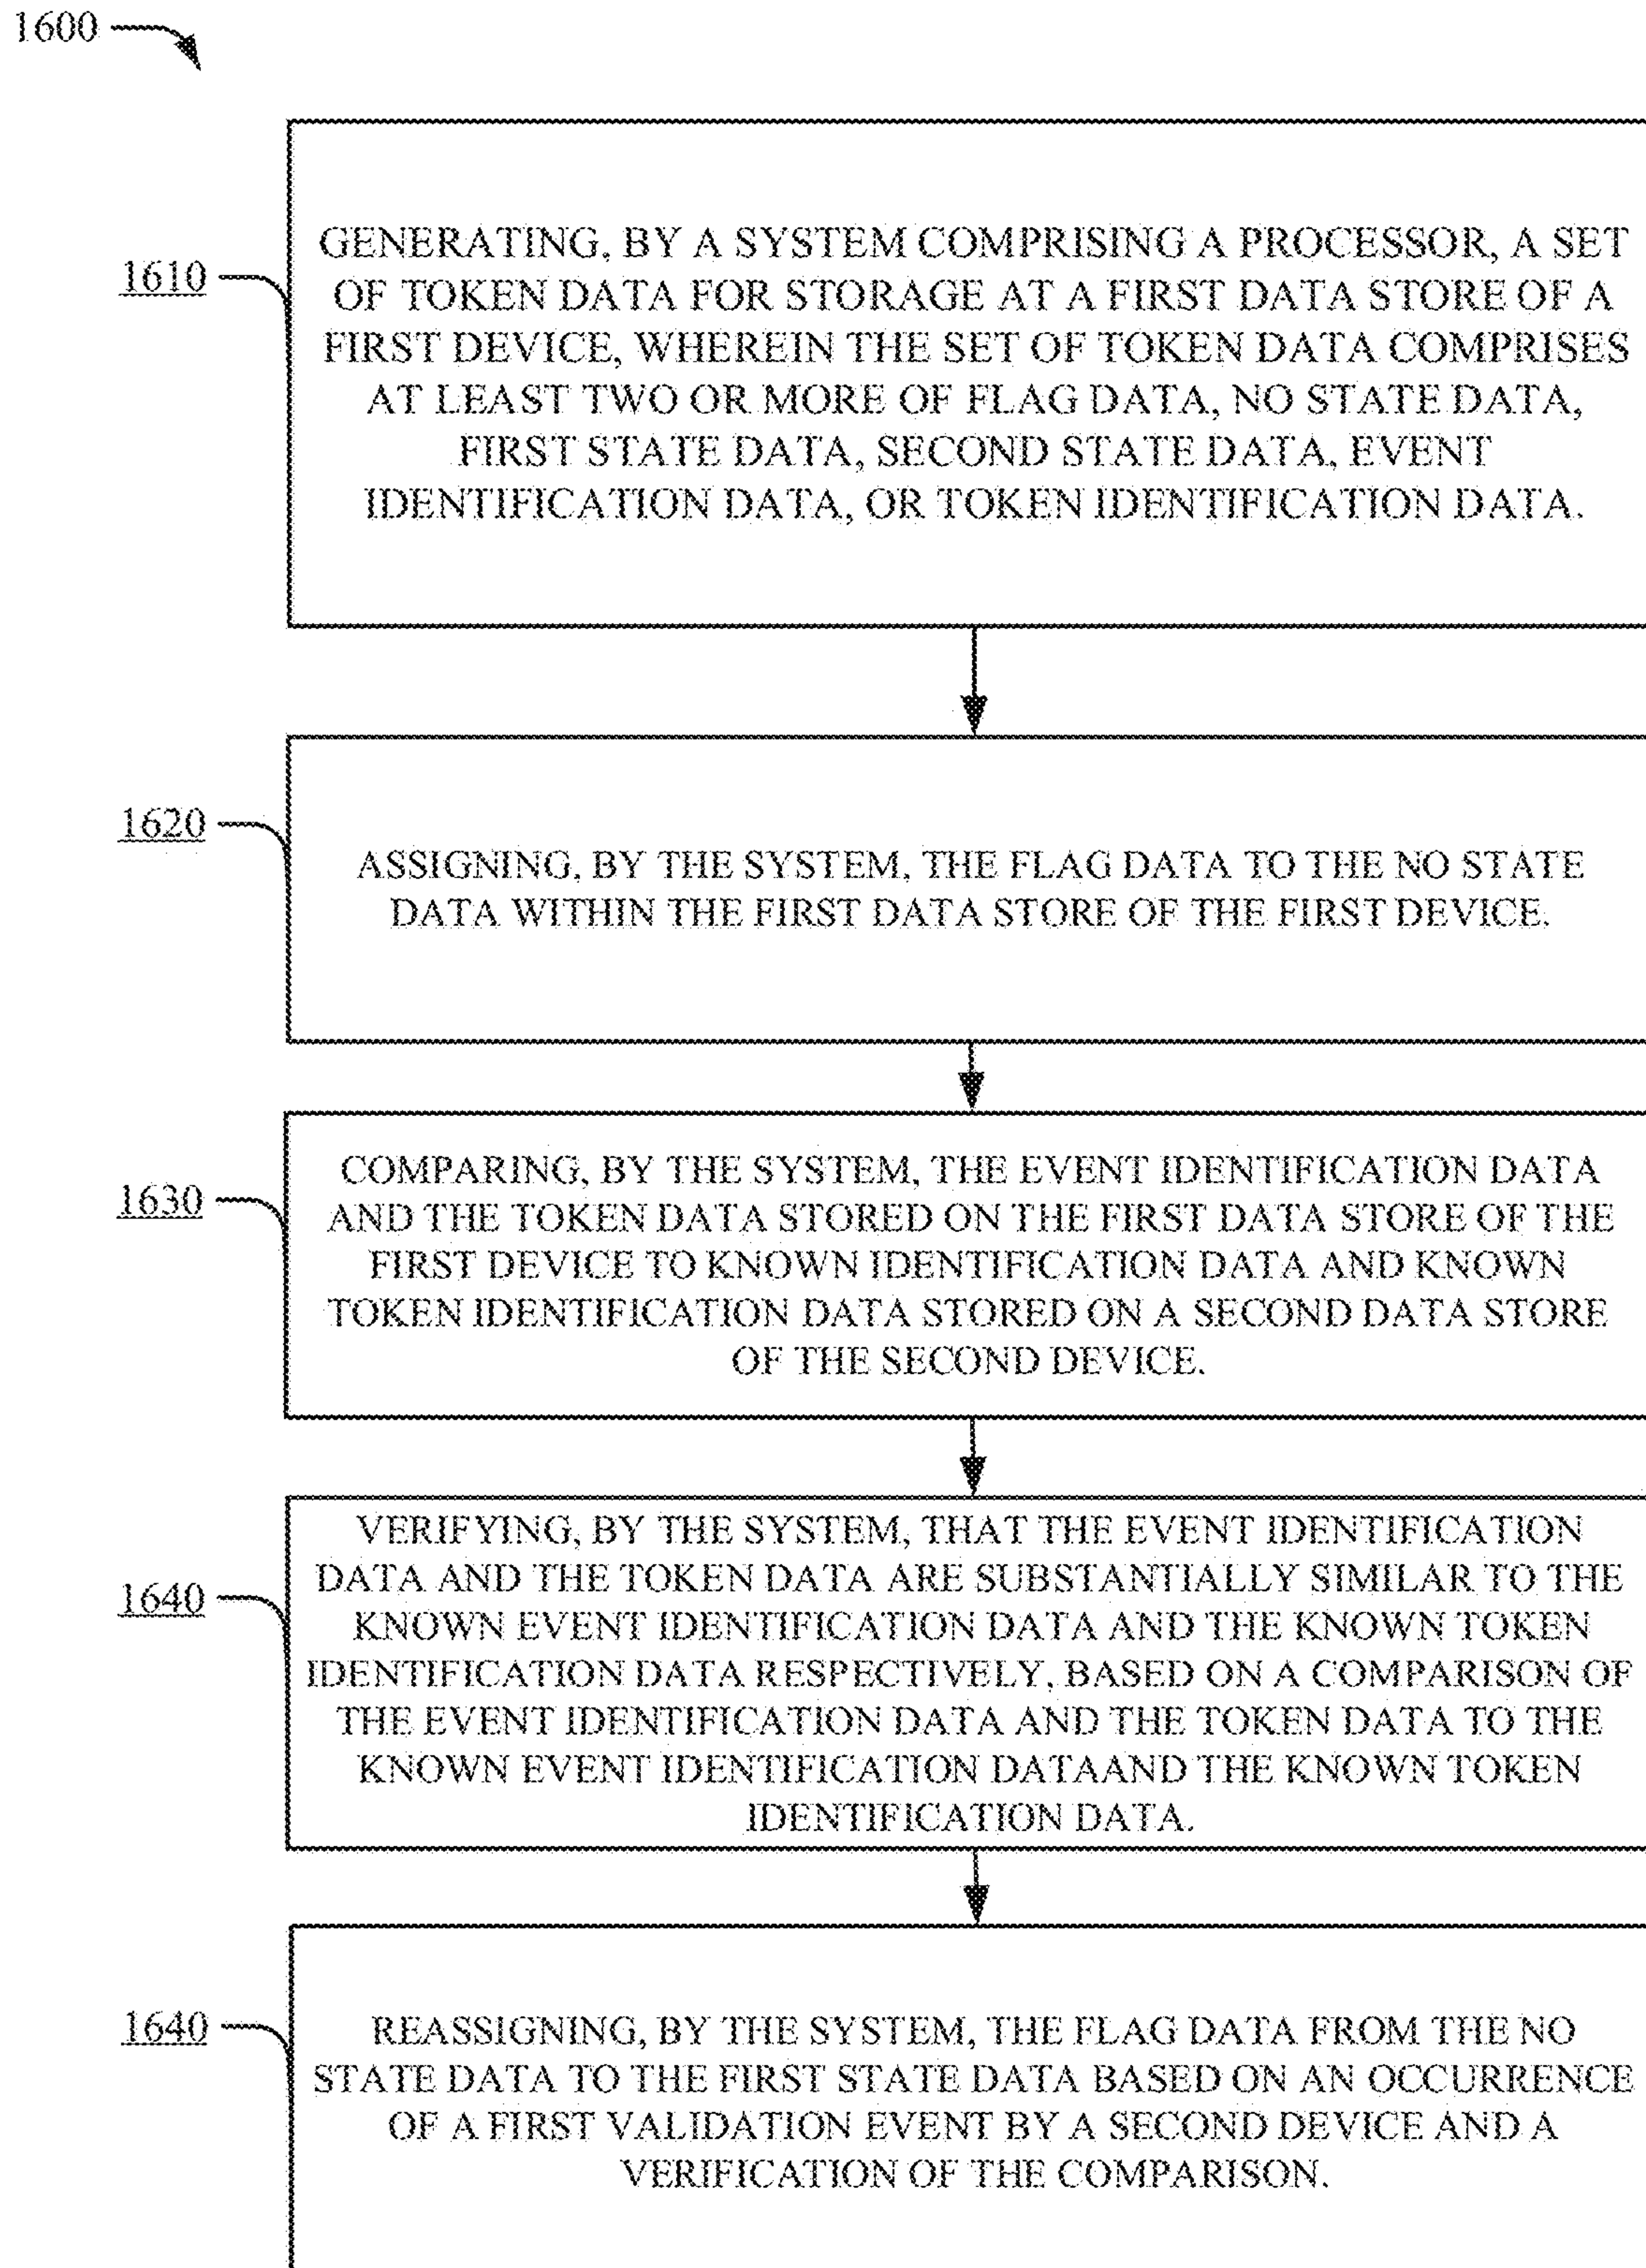 1600
1610
GENERATING, BY A SYSTEM COMPRISING A PROCESSOR, A SET
OF TOKEN DATA FOR STORAGE AT A FIRST DATA STORE OF A
FIRST DEVICE, WHEREIN THE SET OF TOKEN DATA COMPRISES
AT LEAST TWO OR MORE OF FLAG DATA, NO STATE DATA,
FIRST STATE DATA, SECOND STATE DATA, EVENT
IDENTIFICATION DATA, OR TOKEN IDENTIFICATION DATA.
1620
ASSIGNING, BY THE SYSTEM, THE FLAG DATA TO THE NO STATE
DATA WITHIN THE FIRST DATA STORE OF THE FIRST DEVICE.
1630
COMPARING, BY THE SYSTEM, THE EVENT IDENTIFICATION DATA
AND THE TOKEN DATA STORED ON THE FIRST DATA STORE OF THE
FIRST DEVICE TO KNOWN IDENTIFICATION DATA AND KNOWN
TOKEN IDENTIFICATION DATA STORED ON A SECOND DATA STORE
OF THE SECOND DEVICE.
1640
VERIFYING, BY THE SYSTEM, THAT THE EVENT IDENTIFICATION
DATA AND THE TOKEN DATA ARE SUBSTANTIALLY SIMILAR TO THE
KNOWN EVENT IDENTIFICATION DATA AND THE KNOWN TOKEN
IDENTIFICATION DATA RESPECTIVELY, BASED ON A COMPARISON OF
THE EVENT IDENTIFICATION DATA AND THE TOKEN DATA TO THE
KNOWN EVENT IDENTIFICATION DATAAND THE KNOWN TOKEN
IDENTIFICATION DATA.
1640
REASSIGNING, BY THE SYSTEM, THE FLAG DATA FROM THE NO
STATE DATA TO THE FIRST STATE DATA BASED ON AN OCCURRENCE
OF A FIRST VALIDATION EVENT BY A SECOND DEVICE AND A
VERIFICATION OF THE COMPARISON.